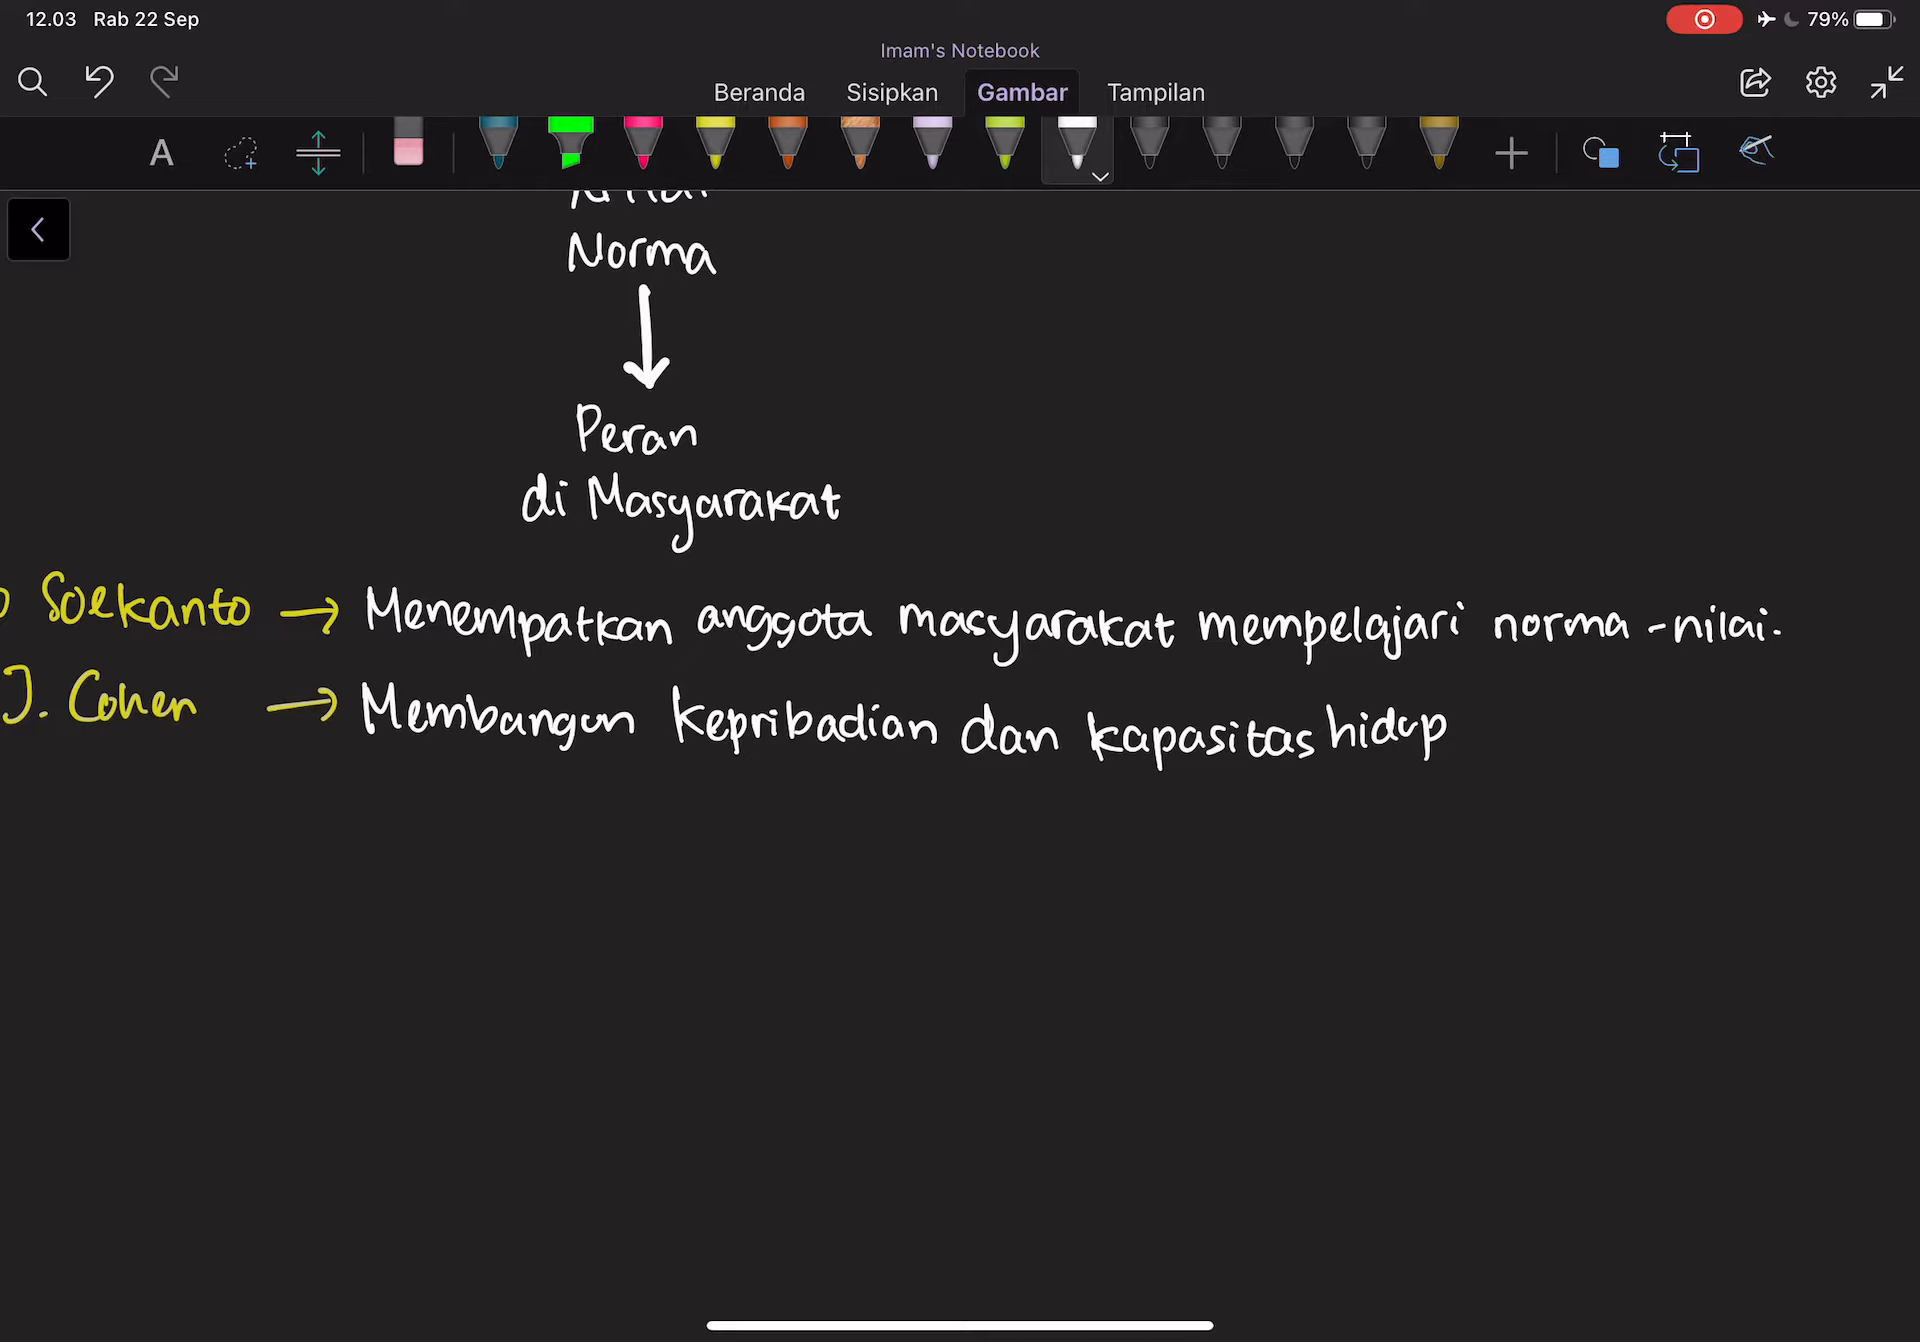 12.03 Rab 22 Sep
79%
Imam's Notebook
Beranda Sisipkan Gambar Tampilan
A
Norma
Peran
di Masyarakat
Soekanto → Menempatkan anggota masyarakat mempelajari norma-nilai.
J. Cohen → Membangun kepribadian dan kapasitas hidup